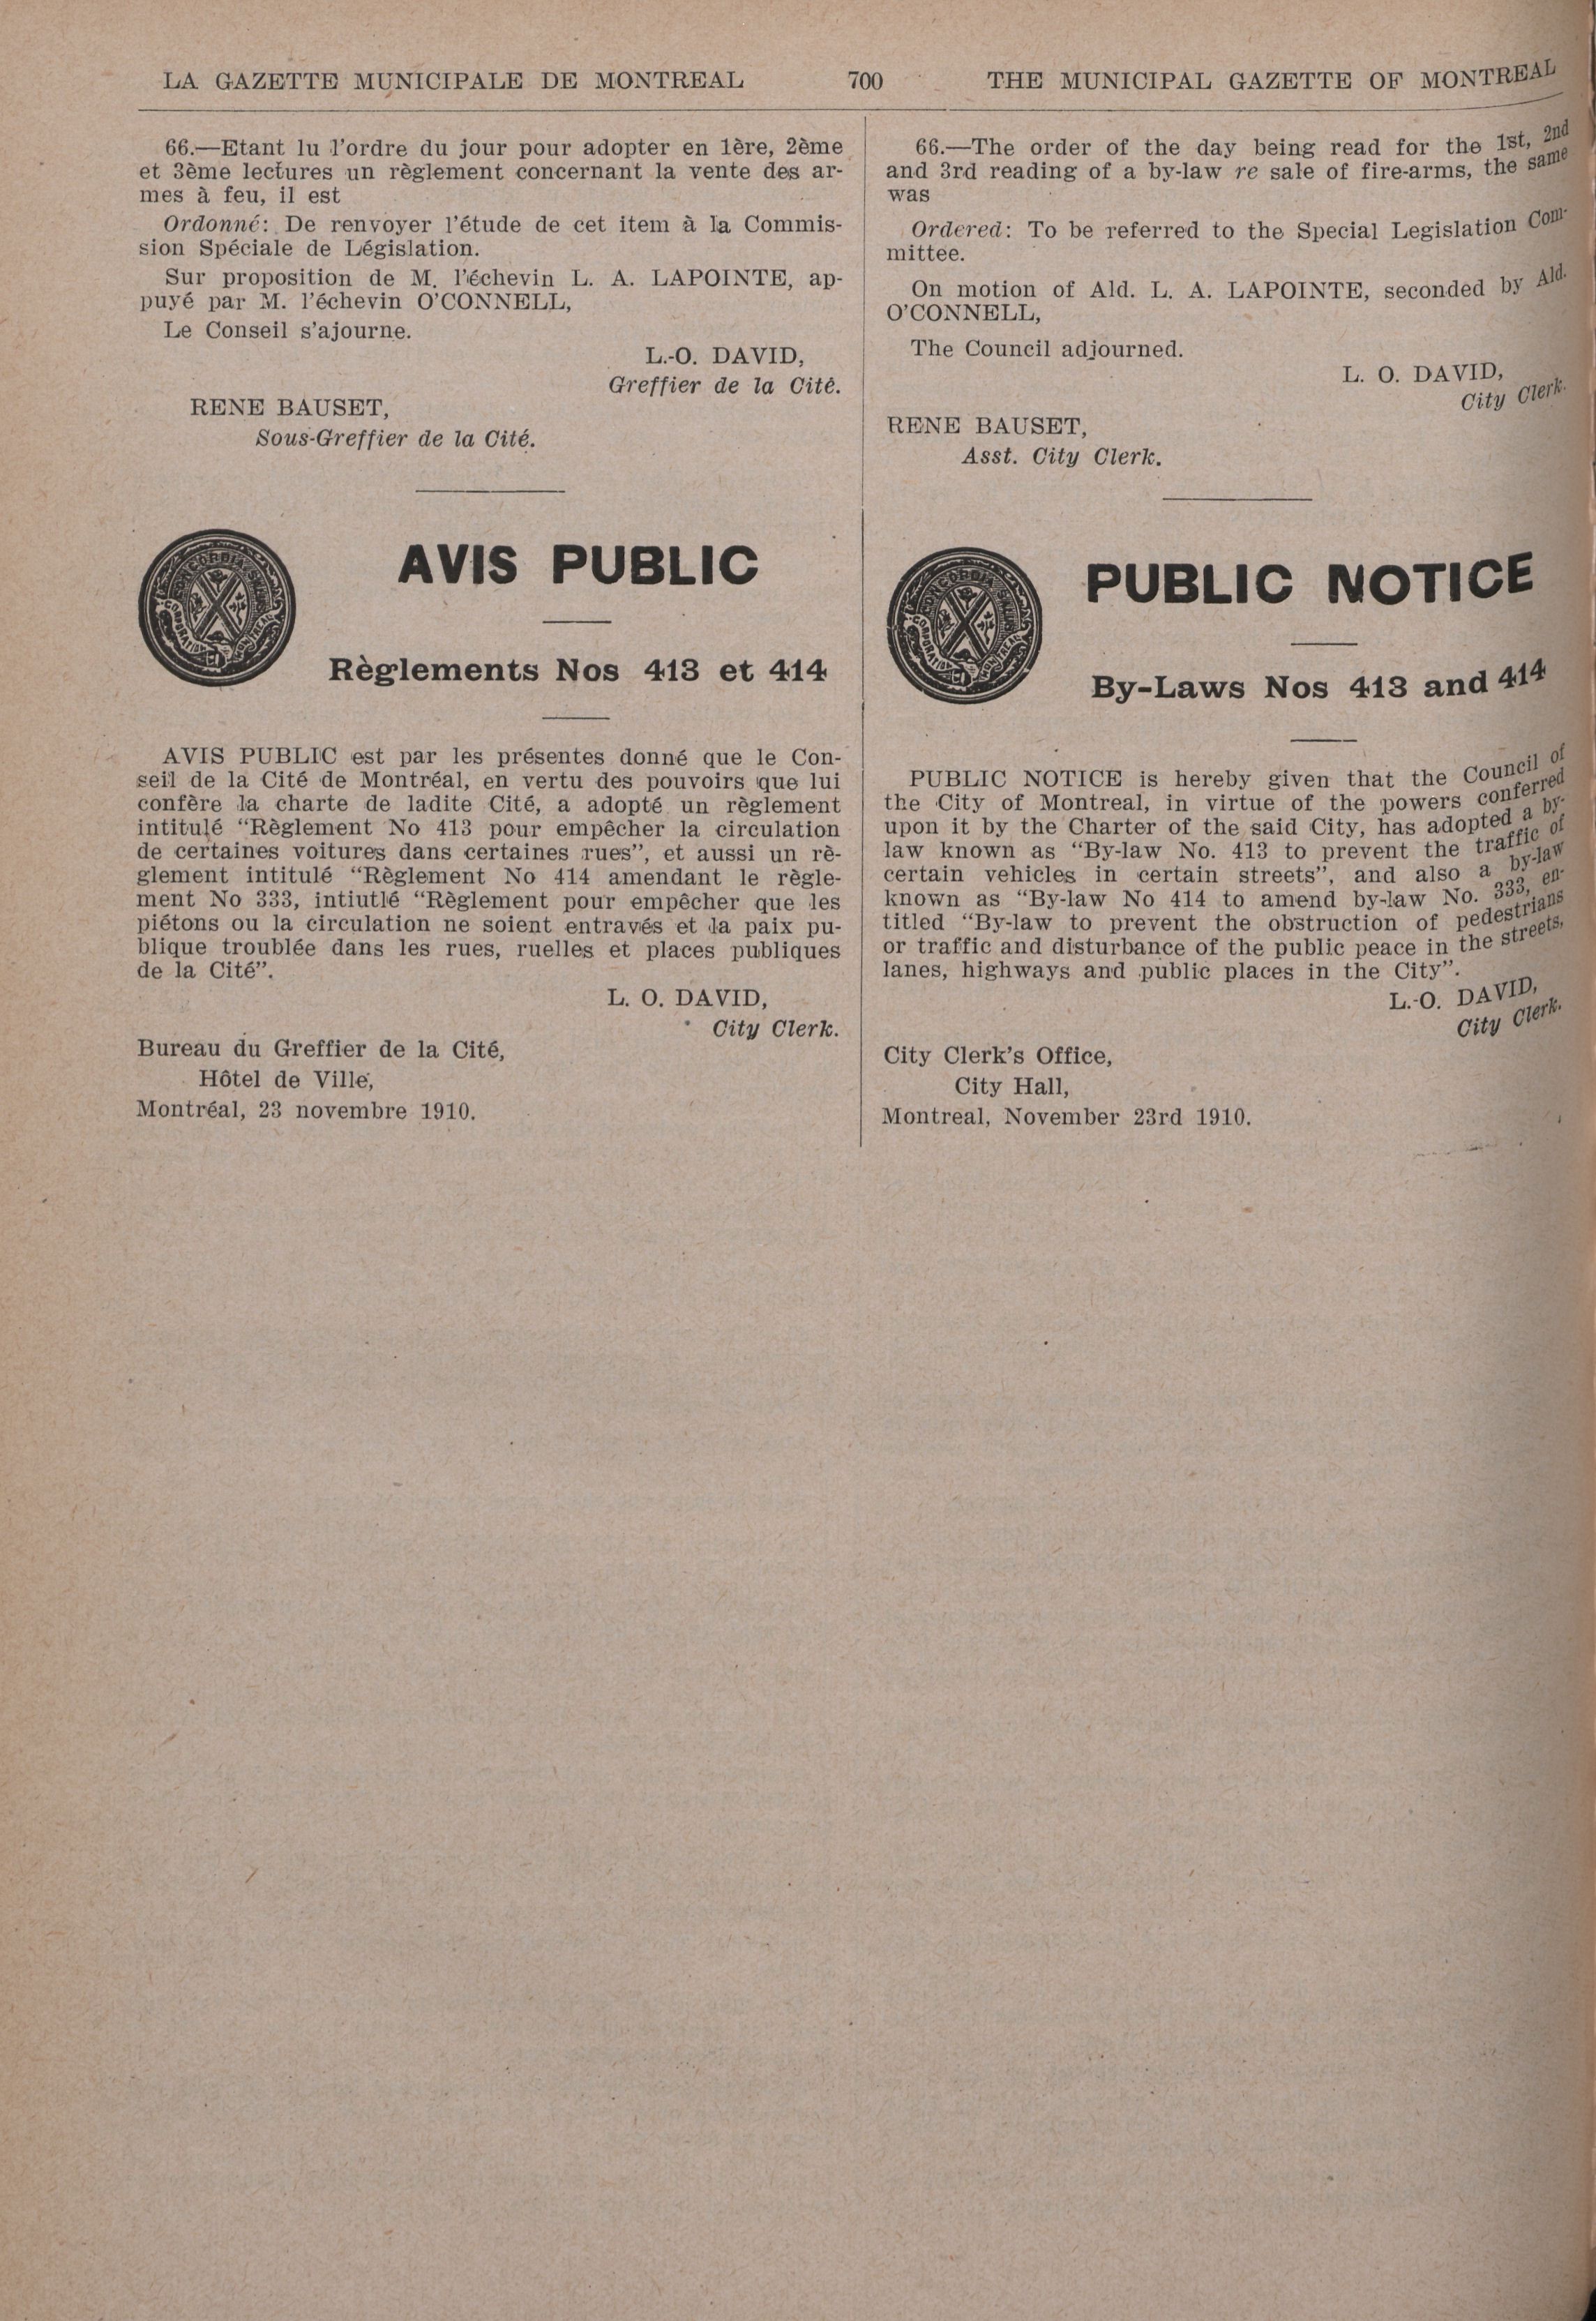 LA GAZETTE MUNICIPALE DE MONTREAL 700 THE MUNICIPAL GAZETTE OF MONTREAL
66.—Etant lu l'ordre du jour pour adopter en 1ère, 2ème
et 3ème lectures un règlement concernant la vente des ar-
mes à feu, il est
Ordonné: De renvoyer l'étude de cet item à la Commis-
sion Spéciale de Législation.
Sur proposition de M. l'échevin L. A. LAPOINTE, ap-
puyé par M. l'échevin O'CONNELL,
Le Conseil s'ajourne.
L.-O. DAVID,
Greffier de la Cité.
RENE BAUSET,
Sous-Greffier de la Cité.
AVIS PUBLIC
Règlements Nos 413 et 414
AVIS PUBLIC est par les présentes donné que le Con-
seil de la Cité de Montréal, en vertu des pouvoirs que lui
confère la charte de ladite Cité, a adopté un règlement
intitulé “Règlement No 413 pour empêcher la circulation
de certaines voitures dans certaines rues”, et aussi un rè-
glement intitulé “Règlement No 414 amendant le règle-
ment No 333, intiutlé “Règlement pour empêcher que les
piétons ou la circulation ne soient entravés et la paix pu-
blique troublée dans les rues, ruelles et places publiques
de la Cité”.
L. O. DAVID,
City Clerk.
Bureau du Greffier de la Cité,
Hôtel de Ville,
Montréal, 23 novembre 1910.
66.—The order of the day being read for the 1st, 2nd
and 3rd reading of a by-law re sale of fire-arms, the same
was
Ordered: To be referred to the Special Legislation Com-
mittee.
On motion of Ald. L. A. LAPOINTE, seconded by Ald.
O'CONNELL,
The Council adjourned.
L. O. DAVID,
City Clerk.
RENE BAUSET,
Asst. City Clerk.
CONCORDIA SALUS
PUBLIC NOTICE
By-Laws Nos 413 and 414
PUBLIC NOTICE is hereby given that the Council of
the City of Montreal, in virtue of the powers conferred
upon it by the Charter of the said City, has adopted a by-
law known as “By-law No. 413 to prevent the traffic of
certain vehicles in certain streets”, and also a by-law
known as “By-law No 414 to amend by-law No. 333, en-
titled “By-law to prevent the obstruction of pedestrians
or traffic and disturbance of the public peace in the streets,
lanes, highways and public places in the City”.
L.-O. DAVID,
City Clerk.
City Clerk's Office,
City Hall,
Montreal, November 23rd 1910.